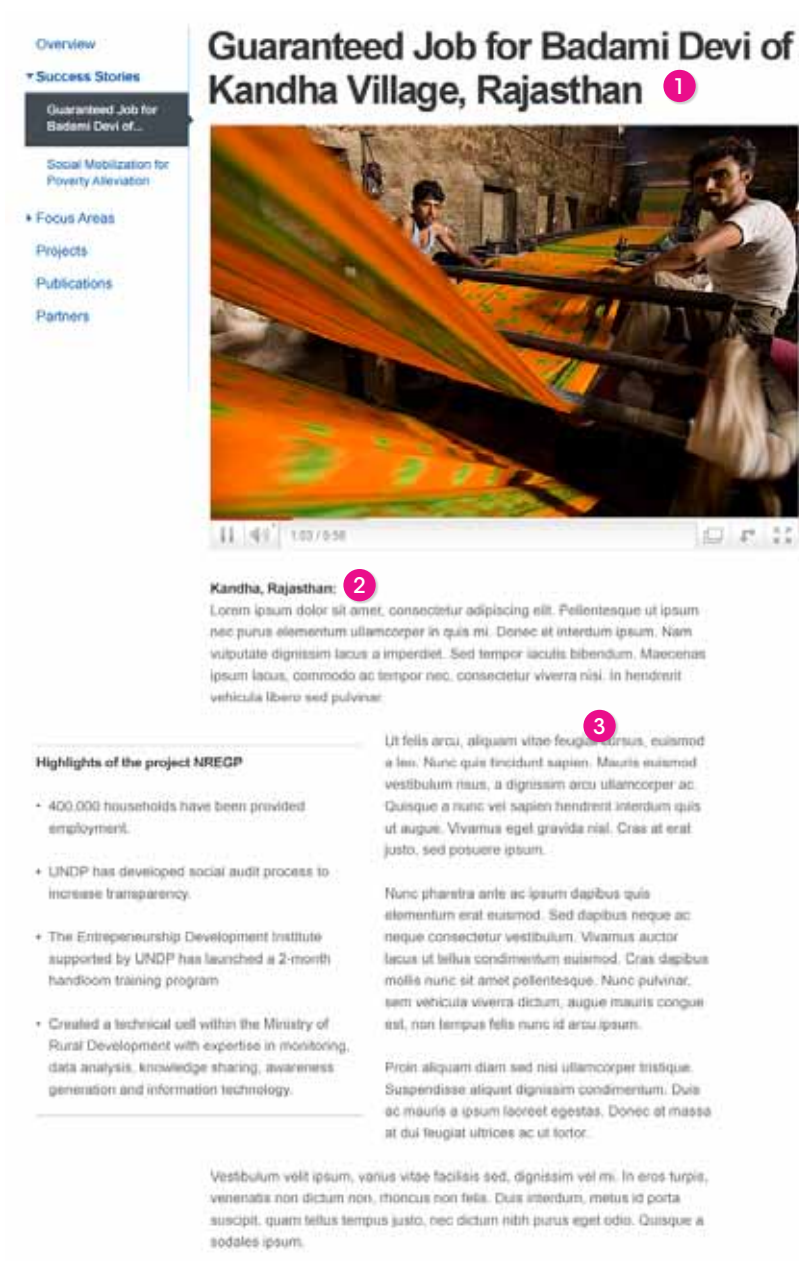 Overview
Success Stories
Guaranteed Job for
Badami Devi of...
Social Mobilization for
Poverty Alleviation
Focus Areas
Projects
Publications
Partners
Guaranteed Job for Badami Devi of
Kandha Village, Rajasthan 1
1:03 / 9:56
Kandha, Rajasthan: 2
Lorem ipsum dolor sit amet, consectetur adipiscing elit. Pellentesque ut ipsum
nec purus elementum ullamcorper in quis mi. Donec et interdum ipsum. Nam
vulputate dignissim lacus a imperdiet. Sed tempor iaculis bibendum. Maecenas
ipsum lacus, commodo ac tempor nec, consectetur viverra nisi. In hendrerit
vehicula libero sed pulvinar.
Highlights of the project NREGP
• 400,000 households have been provided
employment.
• UNDP has developed social audit process to
increase transparency.
• The Entrepeneurship Development Institute
supported by UNDP has launched a 2-month
handloom training program
• Created a technical cell within the Ministry of
Rural Development with expertise in monitoring,
data analysis, knowledge sharing, awareness
generation and information technology.
3
Ut felis arcu, aliquam vitae feugiat cursus, euismod
a leo. Nunc quis tincidunt sapien. Mauris euismod
vestibulum risus, a dignissim arcu ullamcorper ac.
Quisque a nunc vel sapien hendrerit interdum quis
ut augue. Vivamus eget gravida nisl. Cras at erat
justo, sed posuere ipsum.
Nunc pharetra ante ac ipsum dapibus quis
elementum erat euismod. Sed dapibus neque ac
neque consectetur vestibulum. Vivamus auctor
lacus ut tellus condimentum euismod. Cras dapibus
mollis nunc sit amet pellentesque. Nunc pulvinar,
sem vehicula viverra dictum, augue mauris congue
est, non tempus felis nunc id arcu.ipsum.
Proin aliquam diam sed nisi ullamcorper tristique.
Suspendisse aliquet dignissim condimentum. Duis
ac mauris a ipsum laoreet egestas. Donec at massa
at dui feugiat ultrices ac ut tortor.
Vestibulum velit ipsum, varius vitae facilisis sed, dignissim vel mi. In eros turpis,
venenatis non dictum non, rhoncus non felis. Duis interdum, metus id porta
suscipit, quam tellus tempus justo, nec dictum nibh purus eget odio. Quisque a
sodales ipsum.